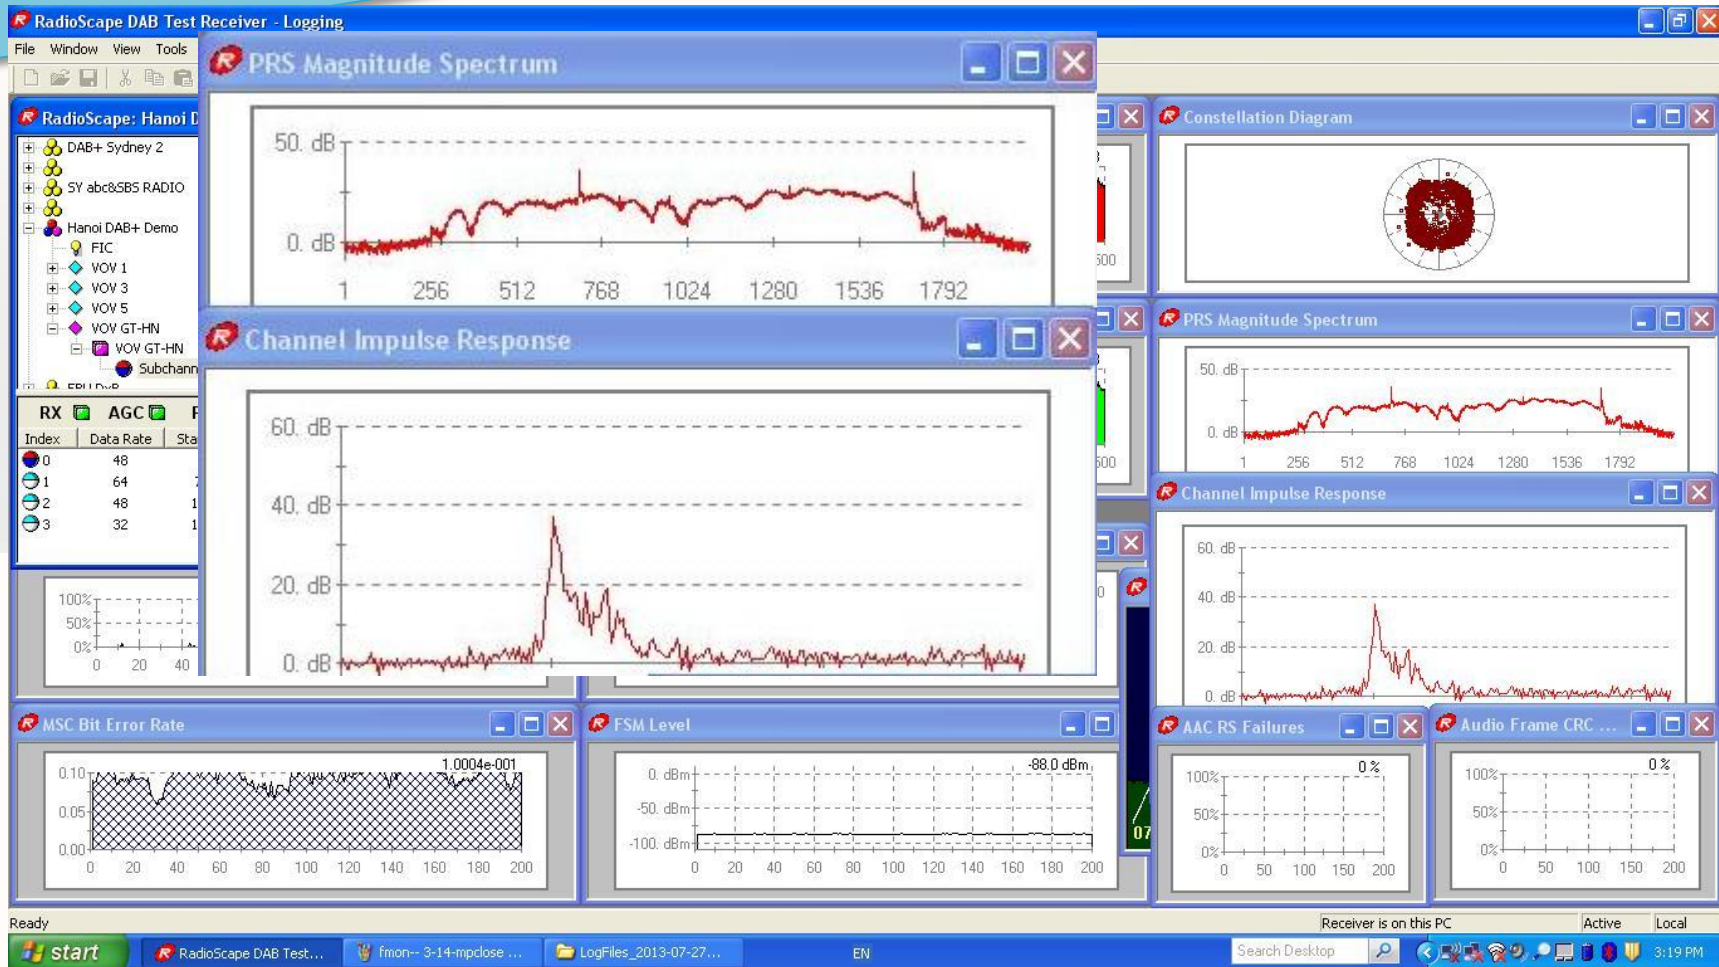 RadioScape DAB Test Receiver - Logging
File Window View Tools
PRS Magnitude Spectrum
50. dB
0. dB
1 256 512 768 1024 1280 1536 1792
Channel Impulse Response
60. dB
40. dB
20. dB
0. dB
RadioScape: Hanoi D
DAB+ Sydney 2
SY abc&SBS RADIO
Hanoi DAB+ Demo
FIC
VOV 1
VOV 3
VOV 5
VOV GT-HN
VOV GT-HN
Subchann
RX AGC
Index Data Rate Sta
0 48
1 64
2 48 1
3 32 1
100%
50%
0%
0 20 40
Constellation Diagram
500
500
PRS Magnitude Spectrum
50. dB
0. dB
1 256 512 768 1024 1280 1536 1792
Channel Impulse Response
60. dB
40. dB
20. dB
0. dB
07
MSC Bit Error Rate
1.0004e-001
0.10
0.05
0.00
0 20 40 60 80 100 120 140 160 180 200
FSM Level
-88.0 dBm
0. dBm
-50. dBm
-100. dBm
0 20 40 60 80 100 120 140 160 180 200
AAC RS Failures
0 %
100%
50%
0%
0 50 100 150 200
Audio Frame CRC ...
0 %
100%
50%
0%
0 50 100 150 200
Ready
Receiver is on this PC Active Local
start RadioScape DAB Test... fmon-- 3-14-mpclose ... LogFiles_2013-07-27... EN Search Desktop 3:19 PM